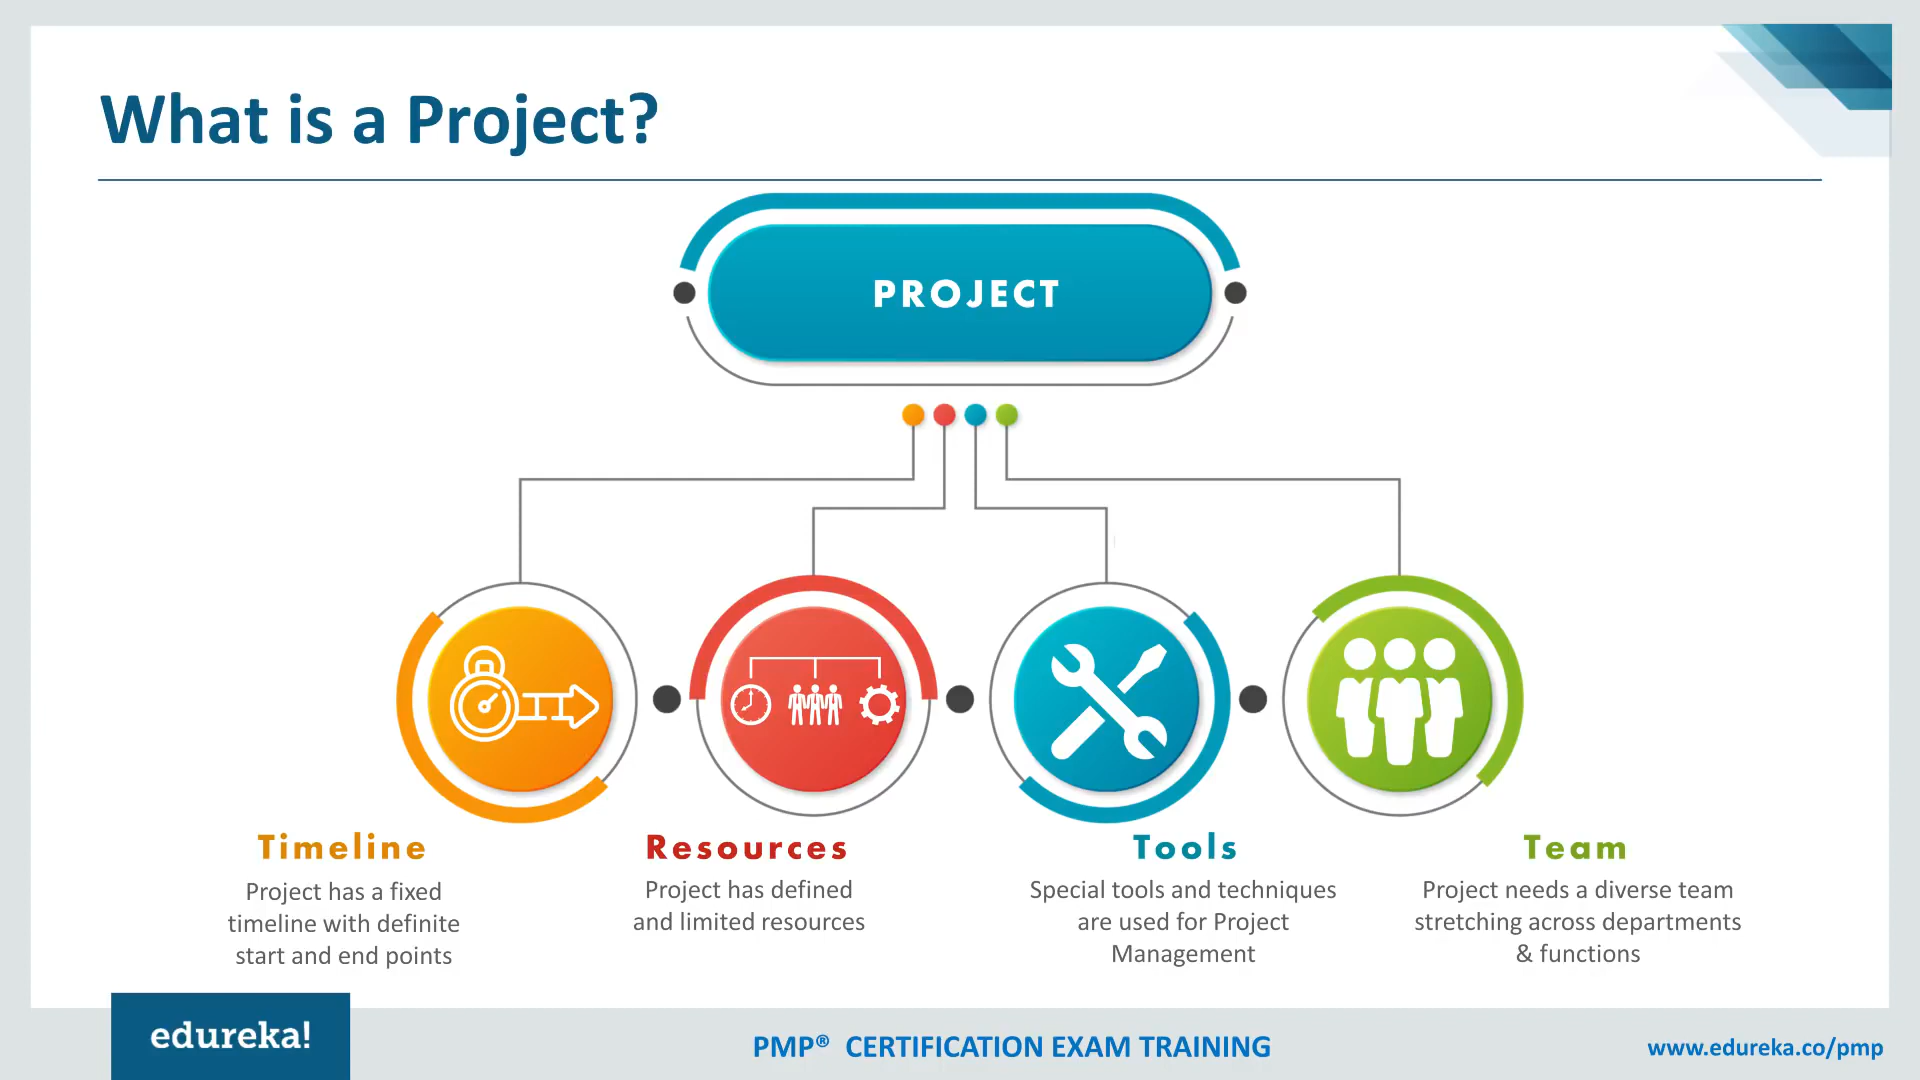 What is a Project?
PROJECT
Timeline
Project has a fixed
timeline with definite
start and end points
Resources
Project has defined
and limited resources
Tools
Special tools and techniques
are used for Project
Management
Team
Project needs a diverse team
stretching across departments
& functions
edureka!
PMP® CERTIFICATION EXAM TRAINING
www.edureka.co/pmp